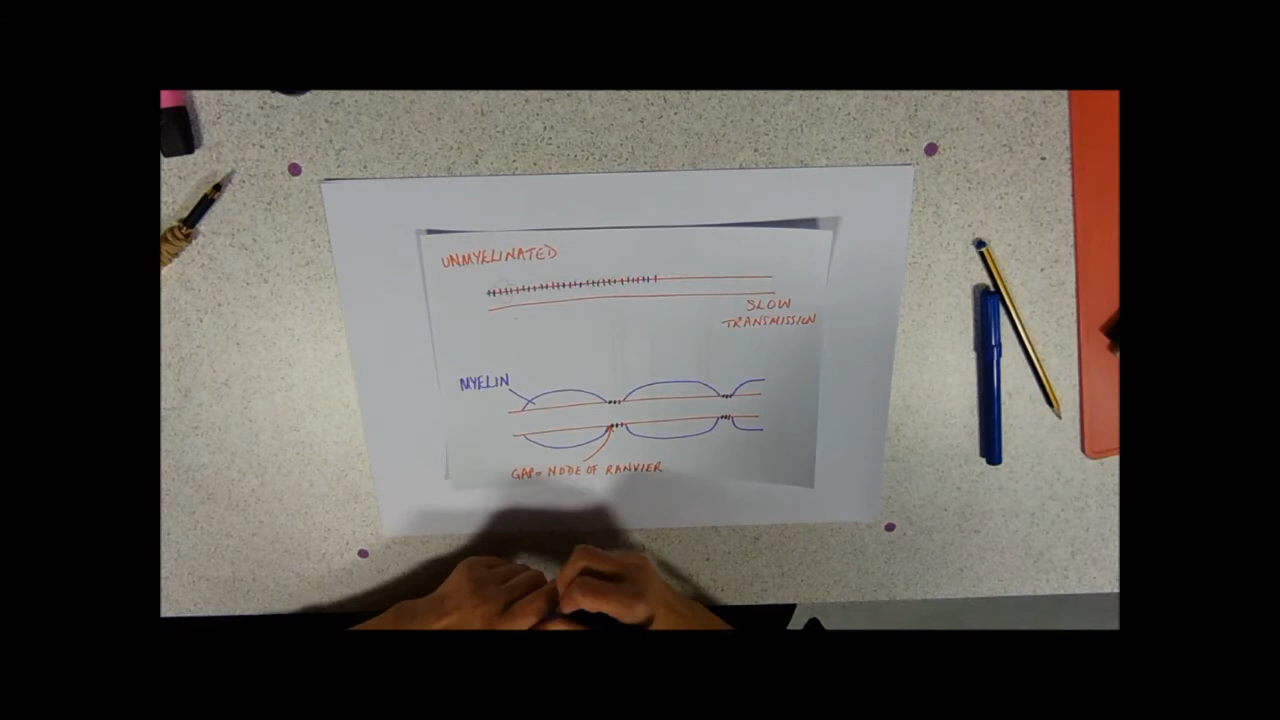 UNMYELINATED
SLOW
TRANSMISSION
MYELIN
GAP = NODE OF RANVIER